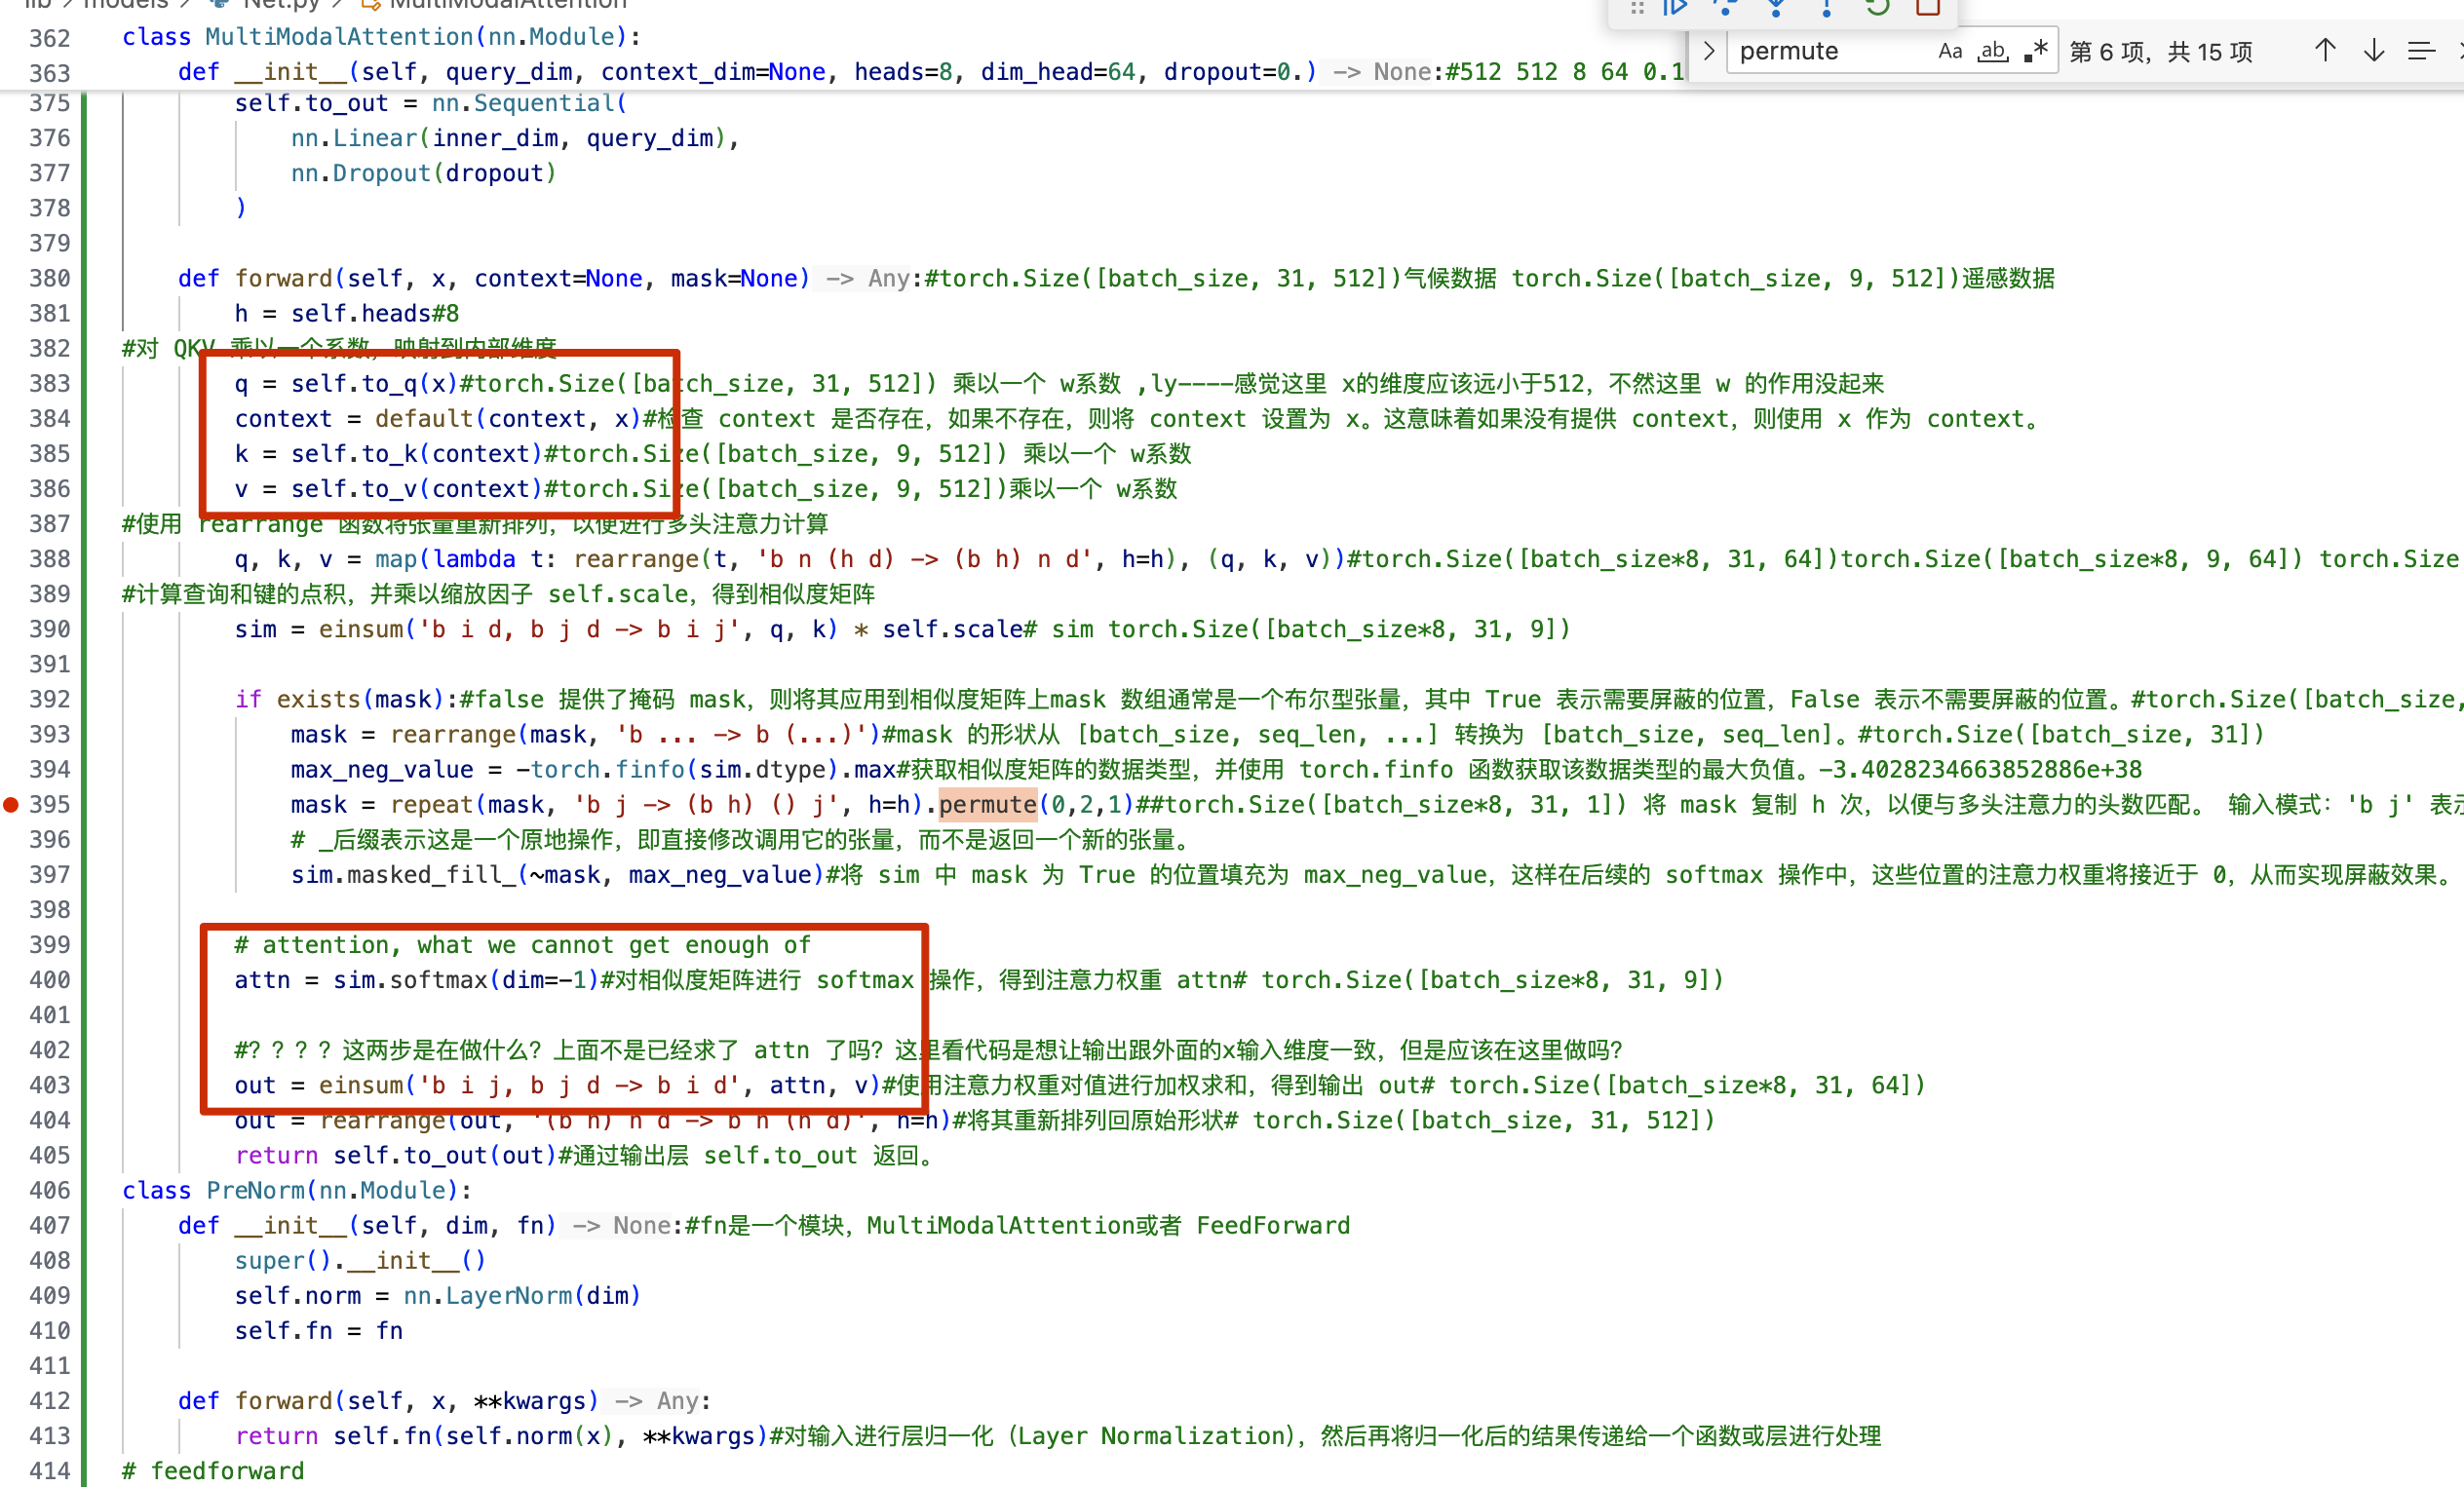 lib > models > Net.py > MultiModalAttention
permute
Aa ab .* 第 6 项，共 15 项
362 class MultiModalAttention(nn.Module):
363 def __init__(self, query_dim, context_dim=None, heads=8, dim_head=64, dropout=0.) -> None:#512 512 8 64 0.1
375 self.to_out = nn.Sequential(
376 nn.Linear(inner_dim, query_dim),
377 nn.Dropout(dropout)
378 )
379
380 def forward(self, x, context=None, mask=None) -> Any:#torch.Size([batch_size, 31, 512])气候数据 torch.Size([batch_size, 9, 512])遥感数据
381 h = self.heads#8
382 #对 QKV 乘以一个系数，映射到内部维度
383 q = self.to_q(x)#torch.Size([batch_size, 31, 512]) 乘以一个 w系数 ,ly----感觉这里 x的维度应该远小于512，不然这里 w 的作用没起来
384 context = default(context, x)#检查 context 是否存在，如果不存在，则将 context 设置为 x。这意味着如果没有提供 context，则使用 x 作为 context。
385 k = self.to_k(context)#torch.Size([batch_size, 9, 512]) 乘以一个 w系数
386 v = self.to_v(context)#torch.Size([batch_size, 9, 512])乘以一个 w系数
387 #使用 rearrange 函数将张量重新排列，以便进行多头注意力计算
388 q, k, v = map(lambda t: rearrange(t, 'b n (h d) -> (b h) n d', h=h), (q, k, v))#torch.Size([batch_size*8, 31, 64])torch.Size([batch_size*8, 9, 64]) torch.Size
389 #计算查询和键的点积，并乘以缩放因子 self.scale，得到相似度矩阵
390 sim = einsum('b i d, b j d -> b i j', q, k) * self.scale# sim torch.Size([batch_size*8, 31, 9])
391
392 if exists(mask):#false 提供了掩码 mask，则将其应用到相似度矩阵上mask 数组通常是一个布尔型张量，其中 True 表示需要屏蔽的位置，False 表示不需要屏蔽的位置。#torch.Size([batch_size,
393 mask = rearrange(mask, 'b ... -> b (...)')#mask 的形状从 [batch_size, seq_len, ...] 转换为 [batch_size, seq_len]。#torch.Size([batch_size, 31])
394 max_neg_value = -torch.finfo(sim.dtype).max#获取相似度矩阵的数据类型，并使用 torch.finfo 函数获取该数据类型的最大负值。-3.4028234663852886e+38
395 mask = repeat(mask, 'b j -> (b h) () j', h=h).permute(0,2,1)##torch.Size([batch_size*8, 31, 1]) 将 mask 复制 h 次，以便与多头注意力的头数匹配。 输入模式：'b j' 表示
396 # _后缀表示这是一个原地操作，即直接修改调用它的张量，而不是返回一个新的张量。
397 sim.masked_fill_(~mask, max_neg_value)#将 sim 中 mask 为 True 的位置填充为 max_neg_value，这样在后续的 softmax 操作中，这些位置的注意力权重将接近于 0，从而实现屏蔽效果。
398
399 # attention, what we cannot get enough of
400 attn = sim.softmax(dim=-1)#对相似度矩阵进行 softmax 操作，得到注意力权重 attn# torch.Size([batch_size*8, 31, 9])
401
402 #？？？？这两步是在做什么？上面不是已经求了 attn 了吗？这里看代码是想让输出跟外面的x输入维度一致，但是应该在这里做吗？
403 out = einsum('b i j, b j d -> b i d', attn, v)#使用注意力权重对值进行加权求和，得到输出 out# torch.Size([batch_size*8, 31, 64])
404 out = rearrange(out, '(b h) n d -> b n (h d)', h=h)#将其重新排列回原始形状# torch.Size([batch_size, 31, 512])
405 return self.to_out(out)#通过输出层 self.to_out 返回。
406 class PreNorm(nn.Module):
407 def __init__(self, dim, fn) -> None:#fn是一个模块，MultiModalAttention或者 FeedForward
408 super().__init__()
409 self.norm = nn.LayerNorm(dim)
410 self.fn = fn
411
412 def forward(self, x, **kwargs) -> Any:
413 return self.fn(self.norm(x), **kwargs)#对输入进行层归一化（Layer Normalization），然后再将归一化后的结果传递给一个函数或层进行处理
414 # feedforward